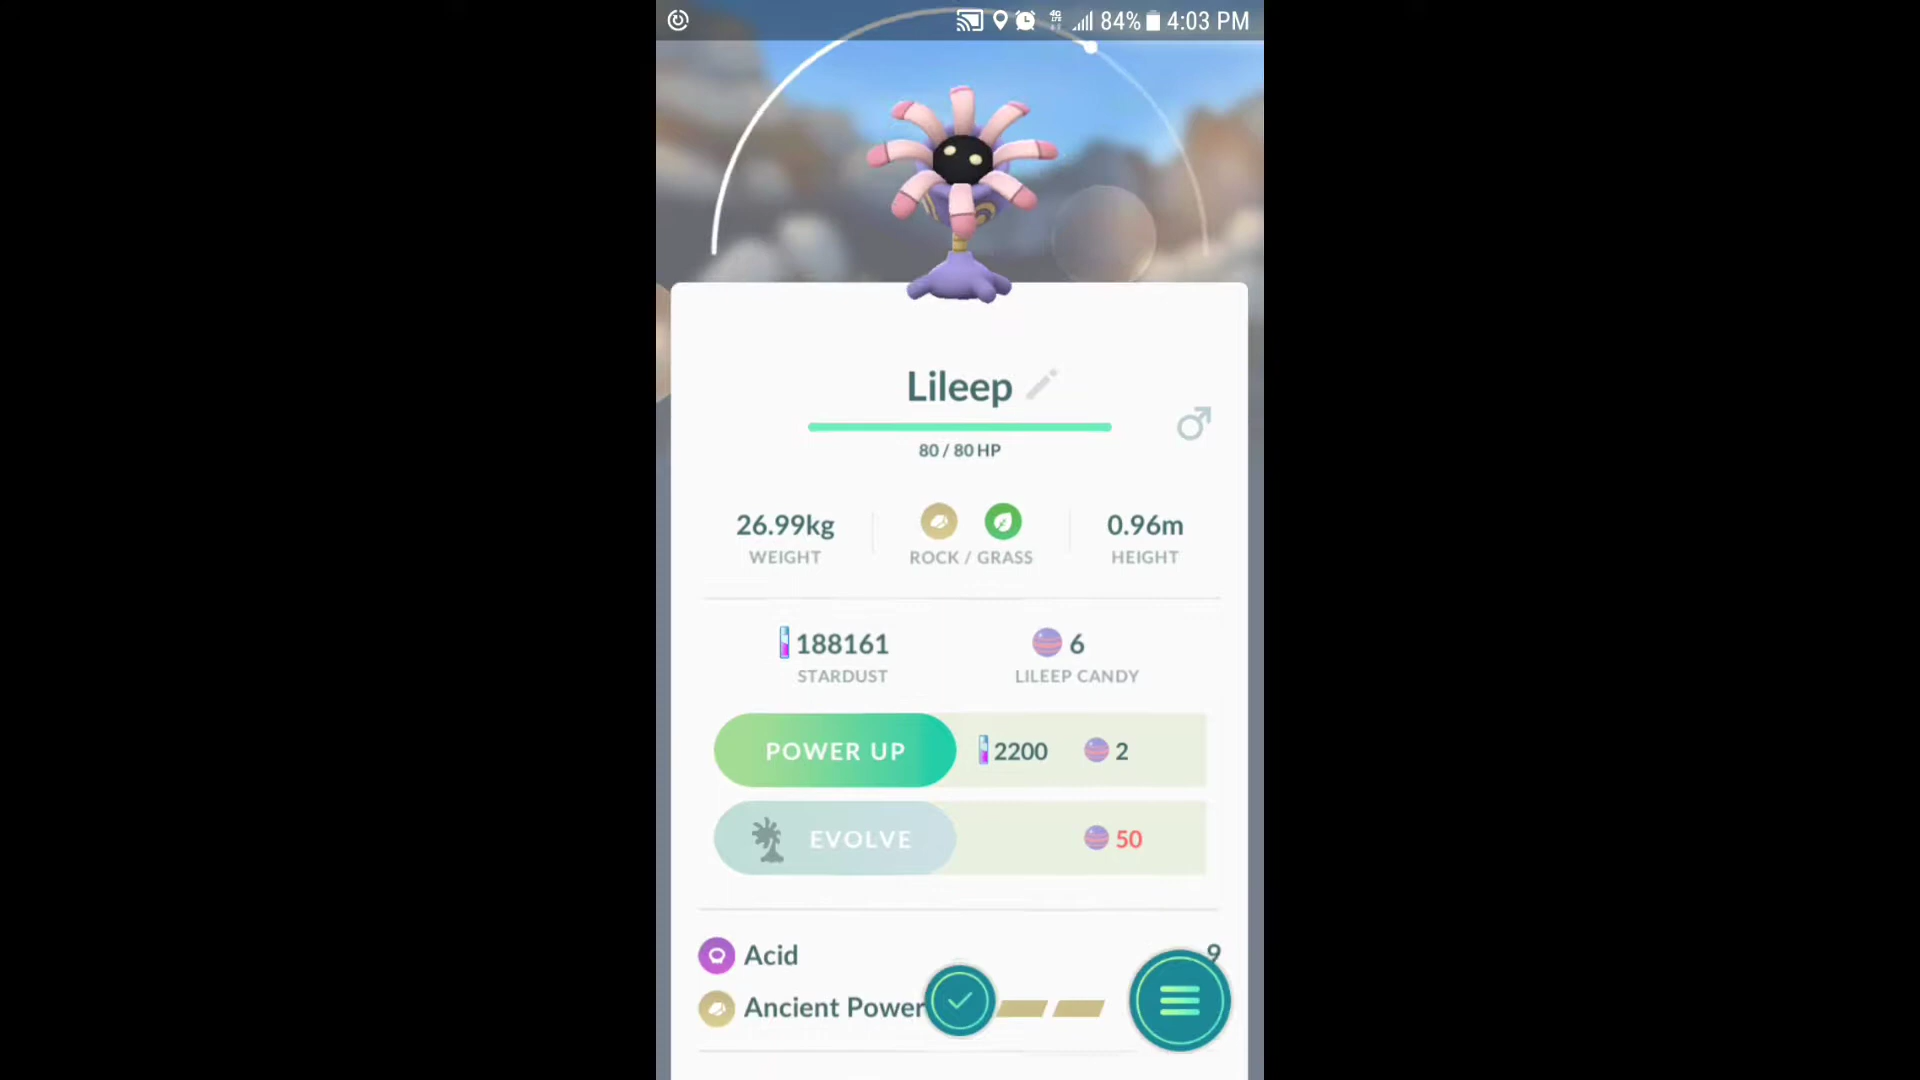 84% 4:03 PM
Lileep
80 / 80 HP
26.99kg
WEIGHT
ROCK / GRASS
0.96m
HEIGHT
188161
STARDUST
6
LILEEP CANDY
POWER UP 2200 2
EVOLVE 50
Acid 9
Ancient Power